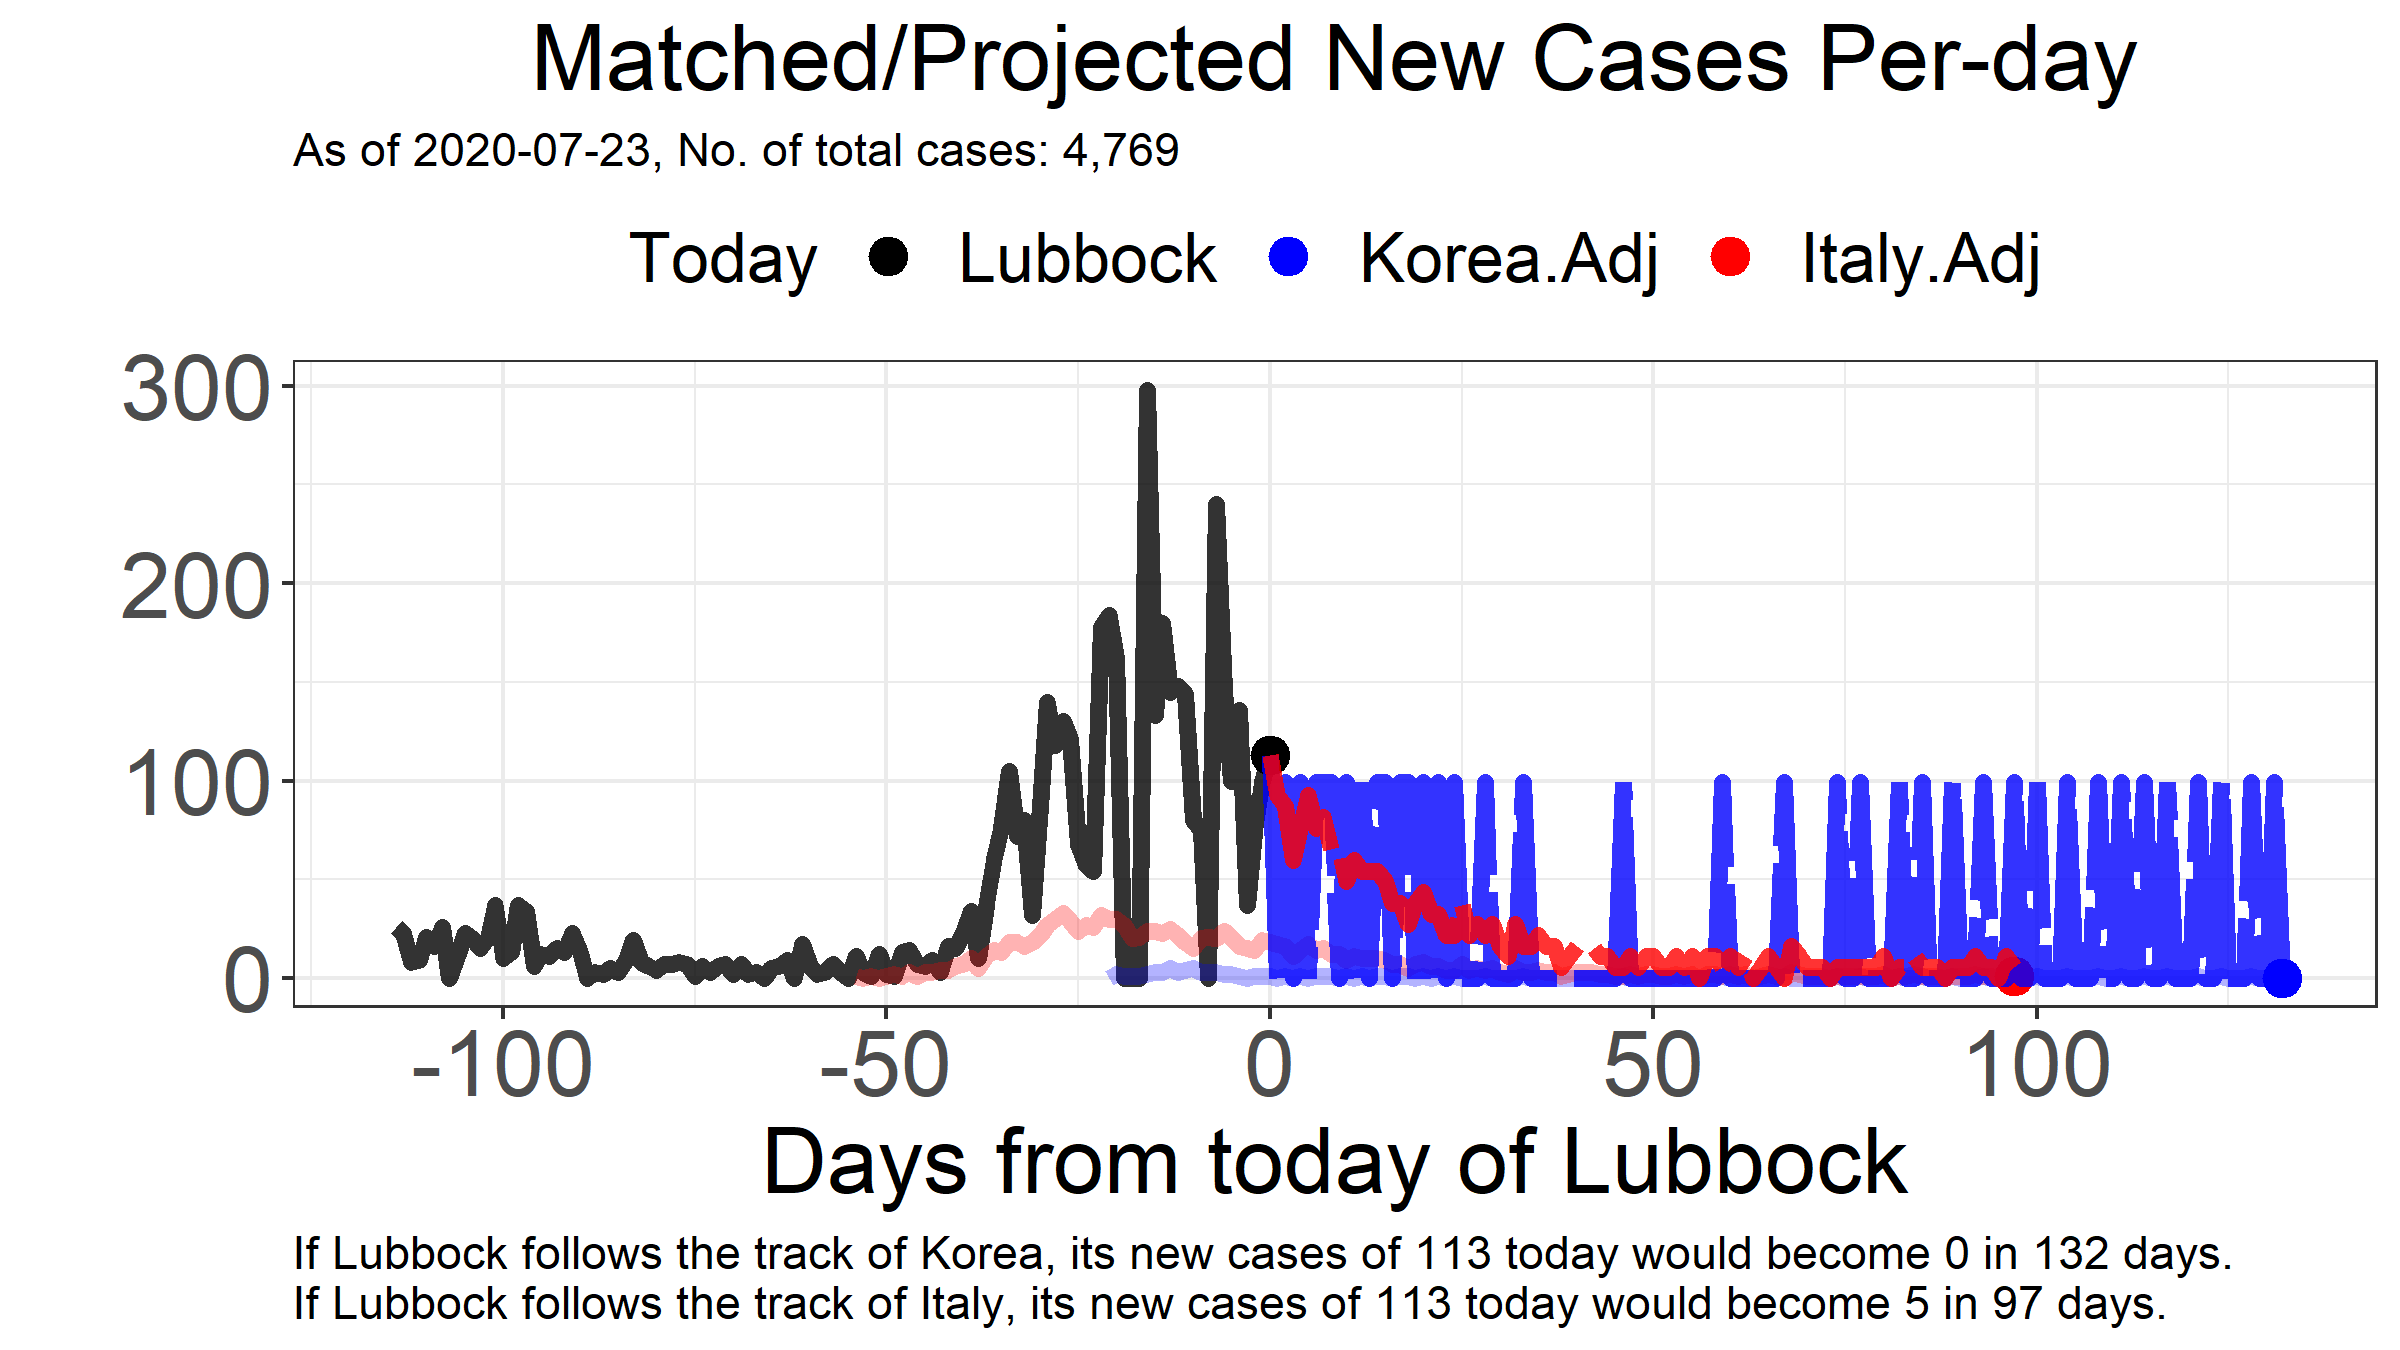 Matched/Projected New Cases Per-day
As of 2020-07-23, No. of total cases: 4,769
Today Lubbock Korea.Adj Italy.Adj
300
200
100
0
-100 -50 0 50 100
Days from today of Lubbock
If Lubbock follows the track of Korea, its new cases of 113 today would become 0 in 132 days.
If Lubbock follows the track of Italy, its new cases of 113 today would become 5 in 97 days.